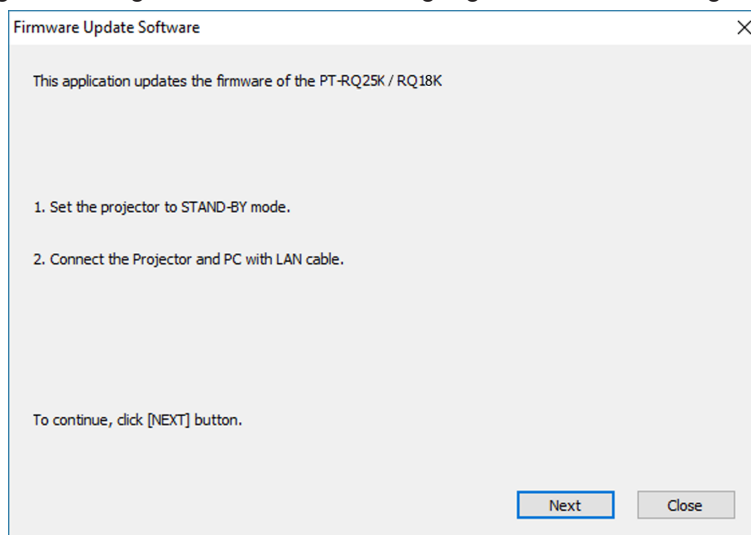 Firmware Update Software
This application updates the firmware of the PT-RQ25K / RQ18K
1. Set the projector to STAND-BY mode.
2. Connect the Projector and PC with LAN cable.
To continue, click [NEXT] button.
Next Close